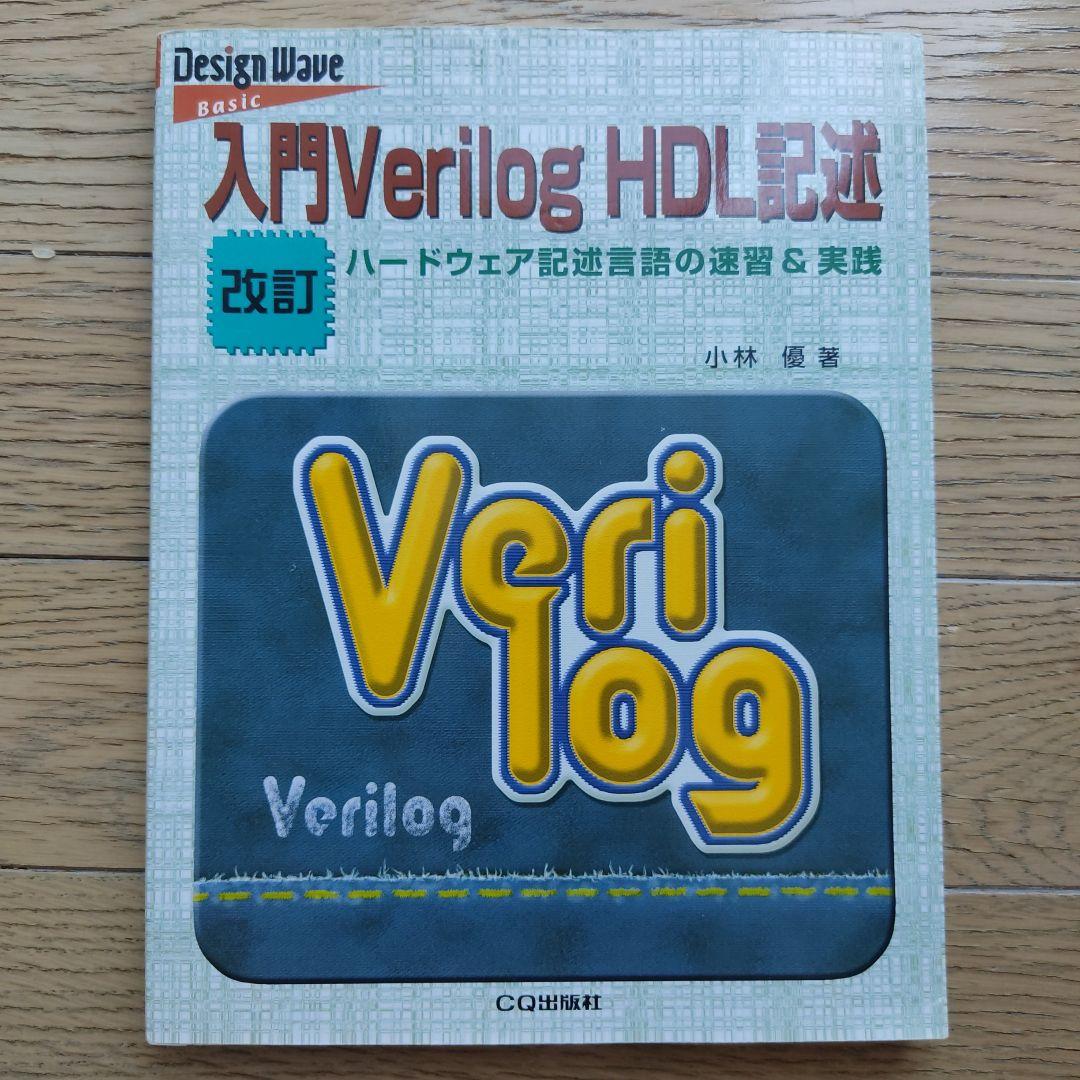 Design Wave
Basic
入門Verilog HDL記述
改訂
ハードウェア記述言語の速習&実践
小林 優 著
Veri
log
Verilog
CQ出版社